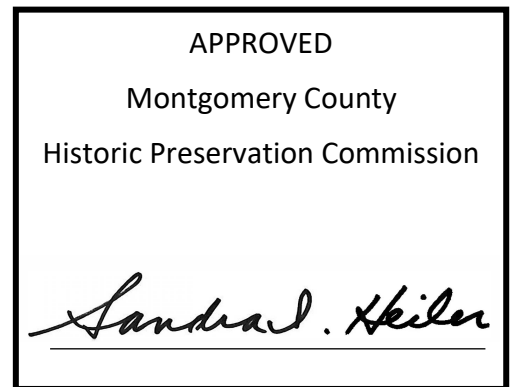 APPROVED
Montgomery County
Historic Preservation Commission
Sandra I. Heiler